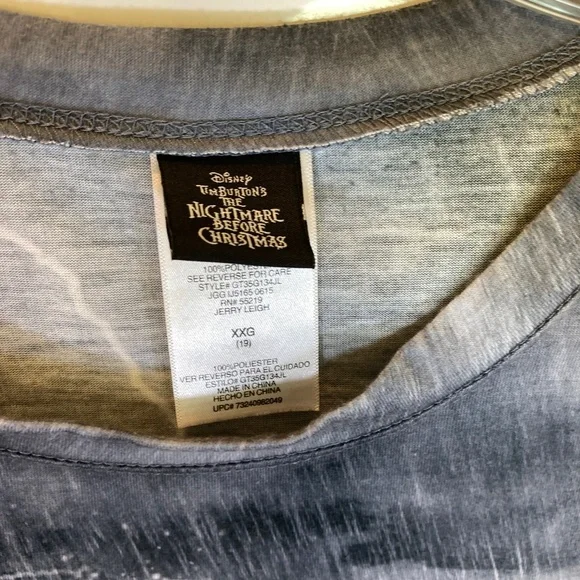 Disney
TIM BURTON'S
THE
NIGHTMARE
BEFORE
CHRISTMAS
100%POLYESTER
SEE REVERSE FOR CARE
STYLE# GT35G134JL
JGG IJ5165 0615
RN# 55219
JERRY LEIGH
XXG
(19)
100%POLIESTER
VER REVERSO PARA EL CUIDADO
ESTILO# GT35G134JL
MADE IN CHINA
HECHO EN CHINA
UPC# 73240982049